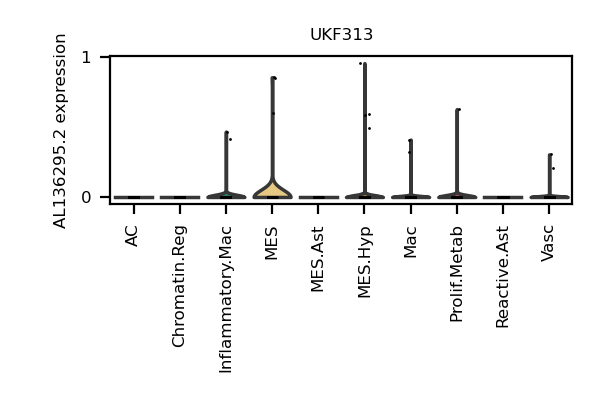 UKF313
AL136295.2 expression
1
0
AC
Chromatin.Reg
Inflammatory.Mac
MES
MES.Ast
MES.Hyp
Mac
Prolif.Metab
Reactive.Ast
Vasc